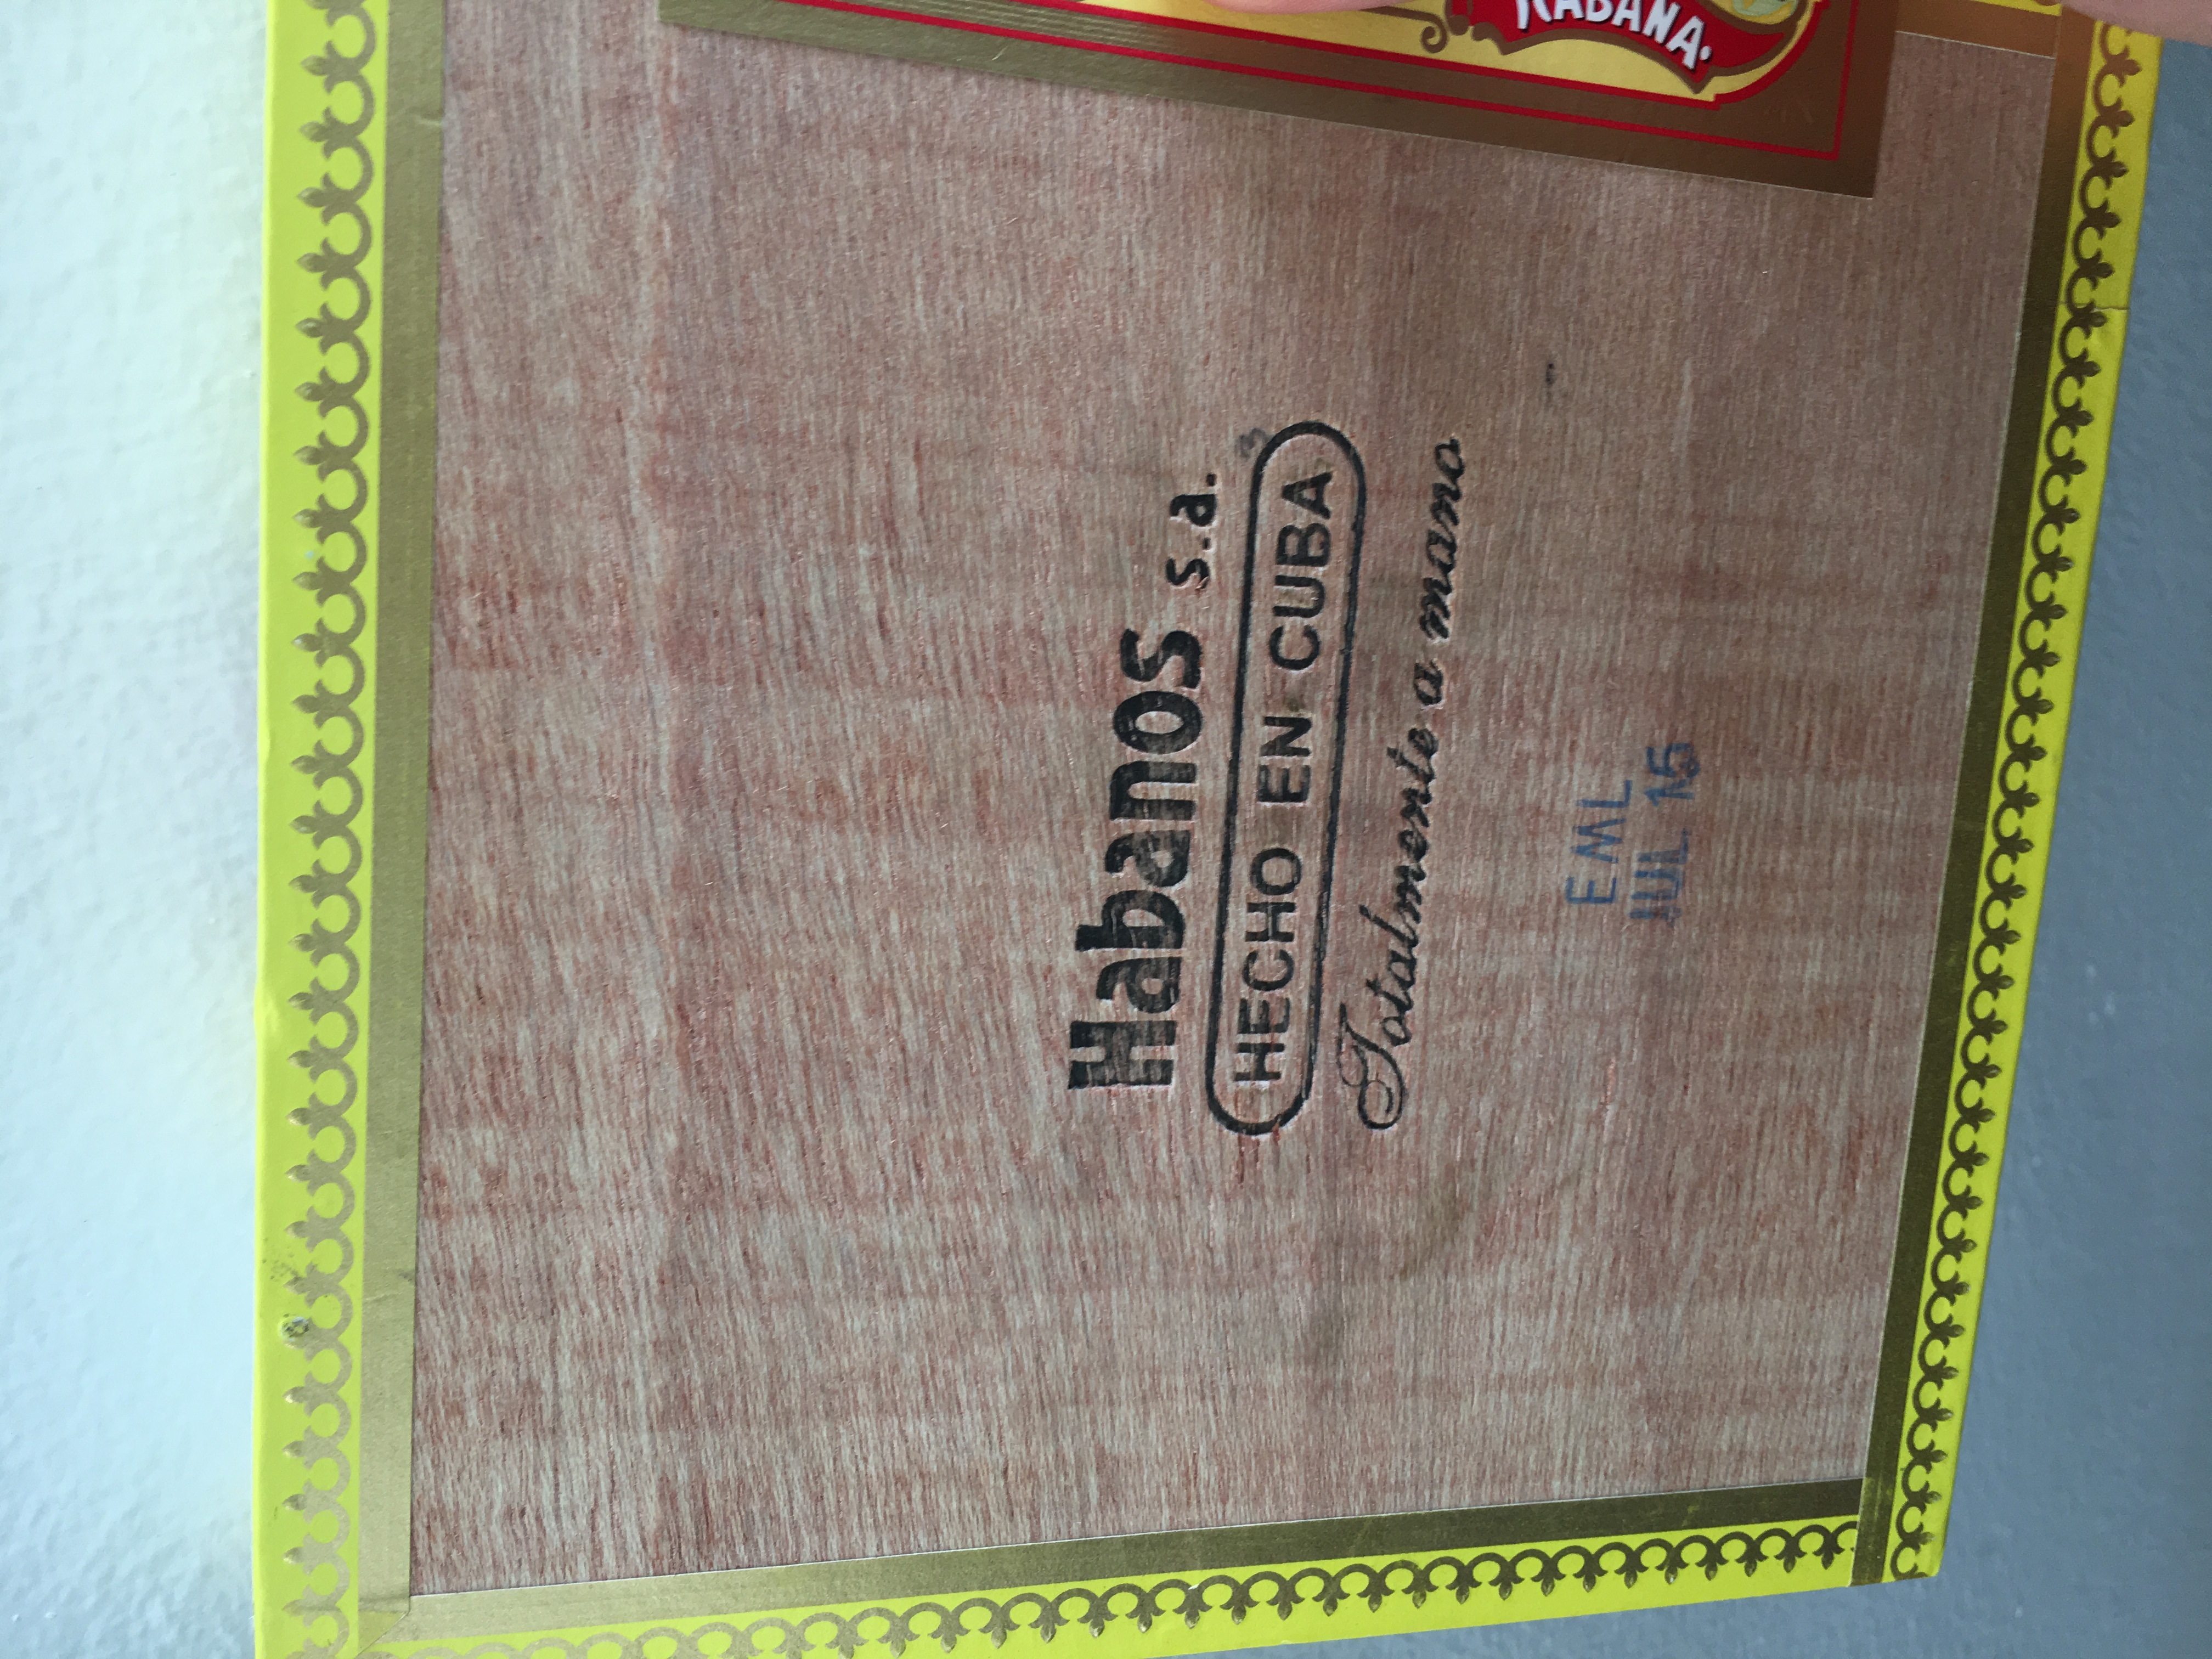 HABANA.
Habanos s.a.
HECHO EN CUBA
Totalmente a mano
EML
JUL 15